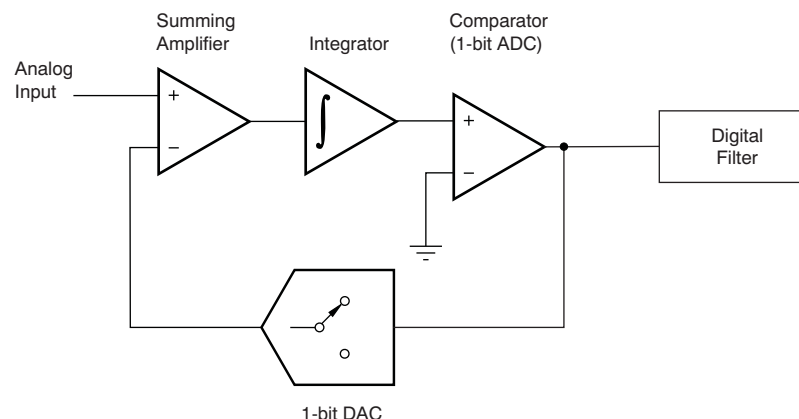 Summing
Amplifier
Integrator
Comparator
(1-bit ADC)
Analog
Input
+
−
∫
+
−
Digital
Filter
1-bit DAC